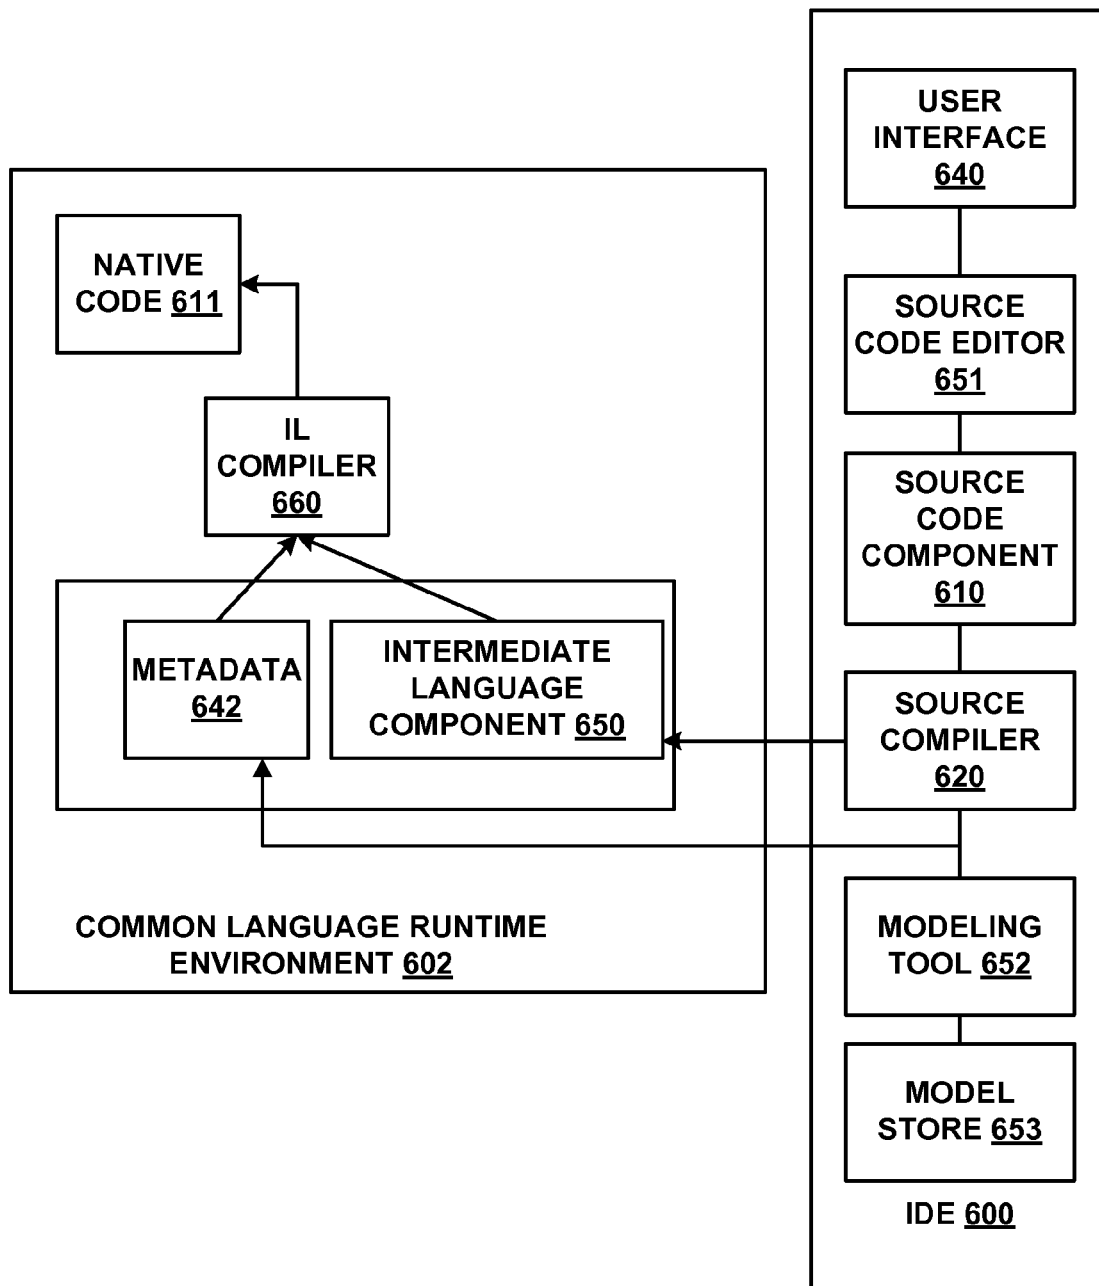 USER
INTERFACE
640
NATIVE
CODE 611
SOURCE
CODE EDITOR
651
IL
COMPILER
660
SOURCE
CODE
COMPONENT
610
METADATA
642
INTERMEDIATE
LANGUAGE
COMPONENT 650
SOURCE
COMPILER
620
COMMON LANGUAGE RUNTIME
ENVIRONMENT 602
MODELING
TOOL 652
MODEL
STORE 653
IDE 600